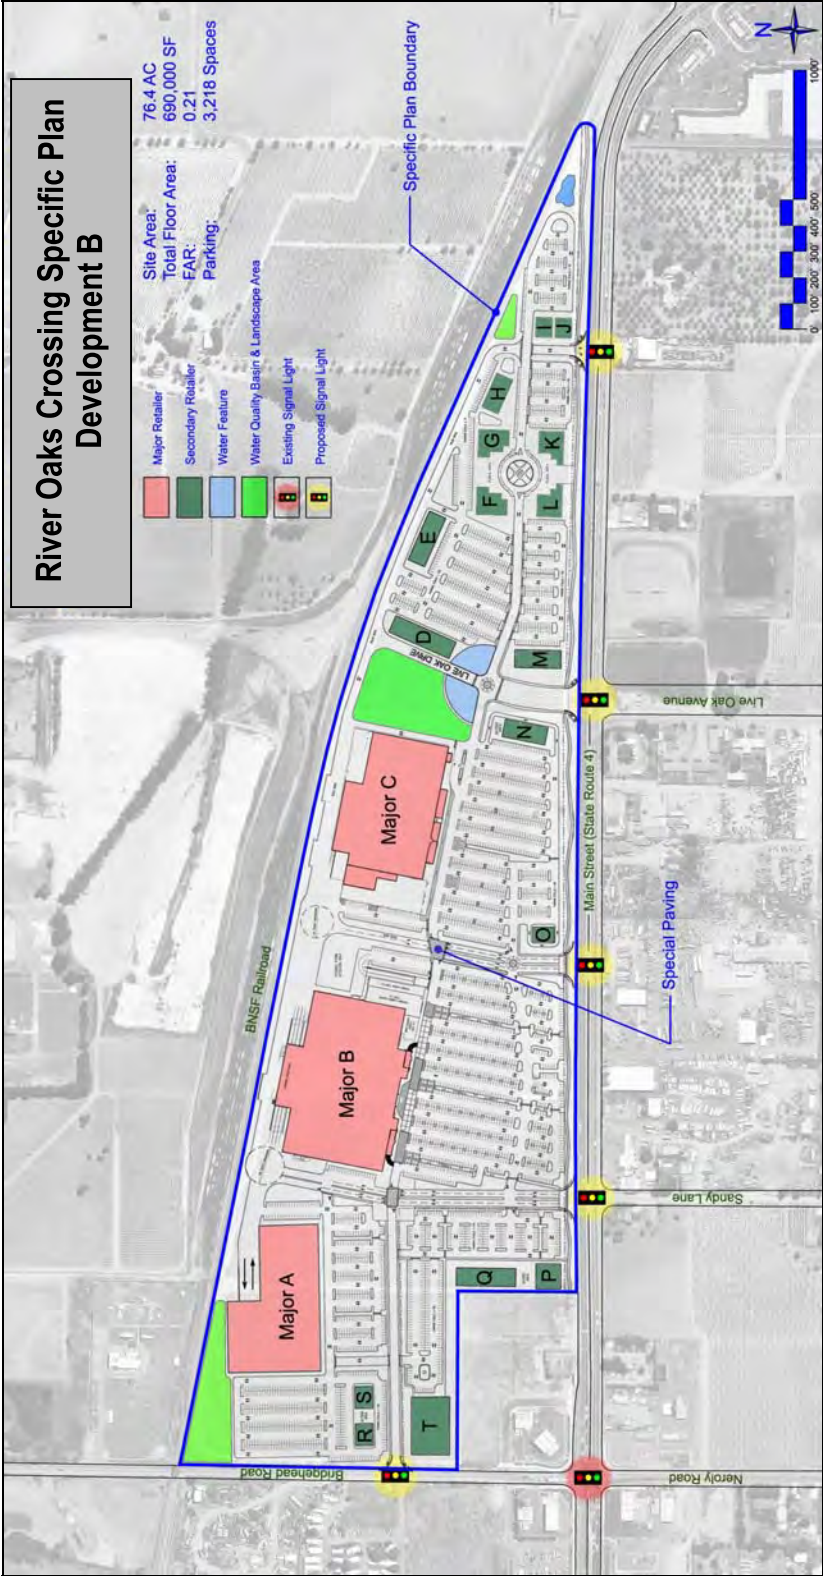 River Oaks Crossing Specific Plan
Development B
Site Area: 76.4 AC
Total Floor Area: 690,000 SF
FAR: 0.21
Parking: 3,218 Spaces
Major Retailer
Secondary Retailer
Water Feature
Water Quality Basin & Landscape Area
Existing Signal Light
Proposed Signal Light
Specific Plan Boundary
N
0 100' 200' 300' 400' 500' 1000'
BNSF Railroad
Major A
Major B
Major C
D
E
F
G
H
I
J
K
L
M
N
O
P
Q
R
S
T
LIVE OAK DRIVE
Special Paving
Main Street (State Route 4)
Live Oak Avenue
Sandy Lane
Bridgehead Road
Neroly Road